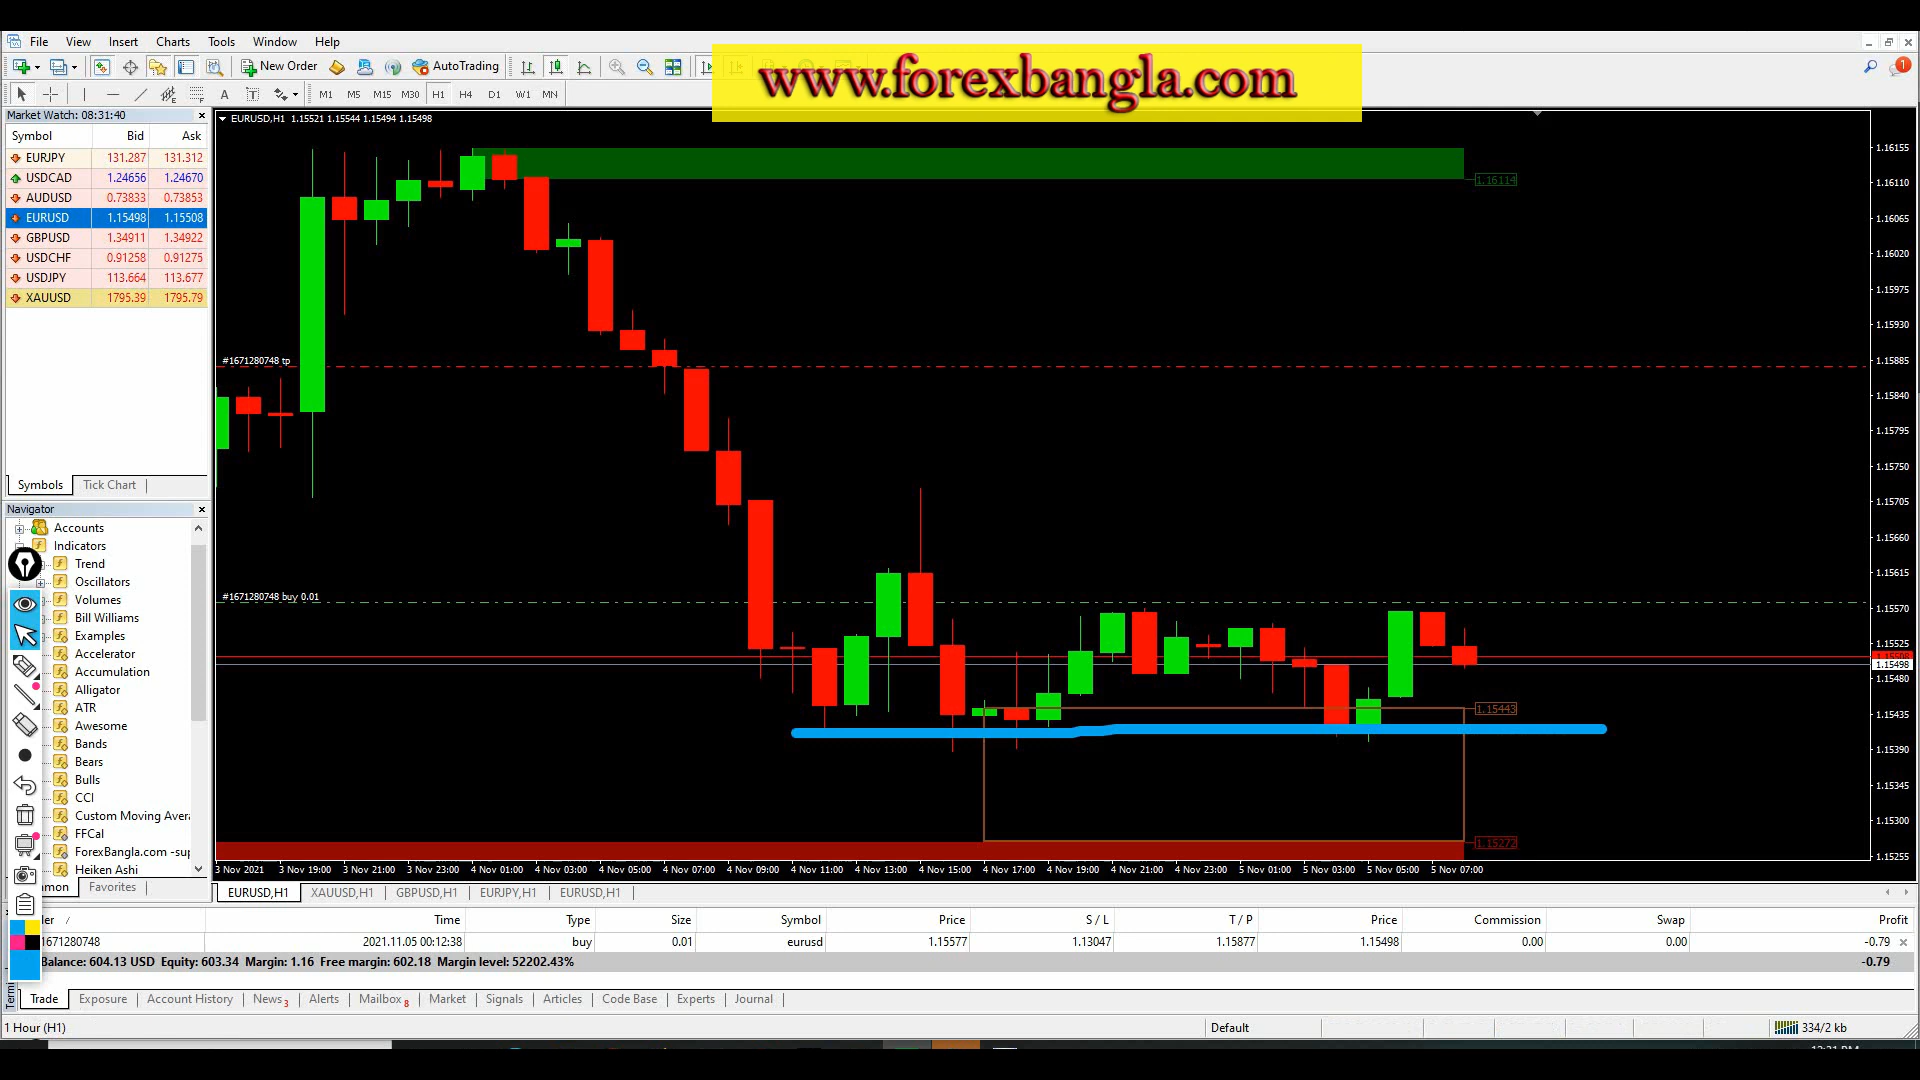 File View Insert Charts Tools Window Help
www.forexbangla.com
New Order AutoTrading 1
A T M1 M5 M15 M30 H1 H4 D1 W1 MN
Market Watch: 08:31:40
Symbol Bid Ask
EURJPY 131.287 131.312
USDCAD 1.24656 1.24670
AUDUSD 0.73833 0.73853
EURUSD 1.15498 1.15508
GBPUSD 1.34911 1.34922
USDCHF 0.91258 0.91275
USDJPY 113.664 113.677
XAUUSD 1795.39 1795.79
Symbols Tick Chart
Navigator
Accounts
Indicators
Trend
Oscillators
Volumes
Bill Williams
Examples
Accelerator
Accumulation
Alligator
ATR
Awesome
Bands
Bears
Bulls
CCI
Custom Moving Avera
FFCal
ForexBangla.com -sup
Heiken Ashi
mon Favorites
EURUSD,H1 1.15521 1.15544 1.15494 1.15498
#1671280748 tp
#1671280748 buy 0.01
1.16114
1.15443
1.15272
1.16155
1.16110
1.16065
1.16020
1.15975
1.15930
1.15885
1.15840
1.15795
1.15750
1.15705
1.15660
1.15615
1.15570
1.15525
1.15498
1.15480
1.15435
1.15390
1.15345
1.15300
1.15255
3 Nov 2021 3 Nov 19:00 3 Nov 21:00 3 Nov 23:00 4 Nov 01:00 4 Nov 03:00 4 Nov 05:00 4 Nov 07:00 4 Nov 09:00 4 Nov 11:00 4 Nov 13:00 4 Nov 15:00 4 Nov 17:00 4 Nov 19:00 4 Nov 21:00 4 Nov 23:00 5 Nov 01:00 5 Nov 03:00 5 Nov 05:00 5 Nov 07:00
EURUSD,H1 XAUUSD,H1 GBPUSD,H1 EURJPY,H1 EURUSD,H1
der / Time Type Size Symbol Price S / L T / P Price Commission Swap Profit
1671280748 2021.11.05 00:12:38 buy 0.01 eurusd 1.15577 1.13047 1.15877 1.15498 0.00 0.00 -0.79
Balance: 604.13 USD Equity: 603.34 Margin: 1.16 Free margin: 602.18 Margin level: 52202.43% -0.79
Termi
Trade Exposure Account History News 3 Alerts Mailbox 8 Market Signals Articles Code Base Experts Journal
1 Hour (H1) Default 334/2 kb